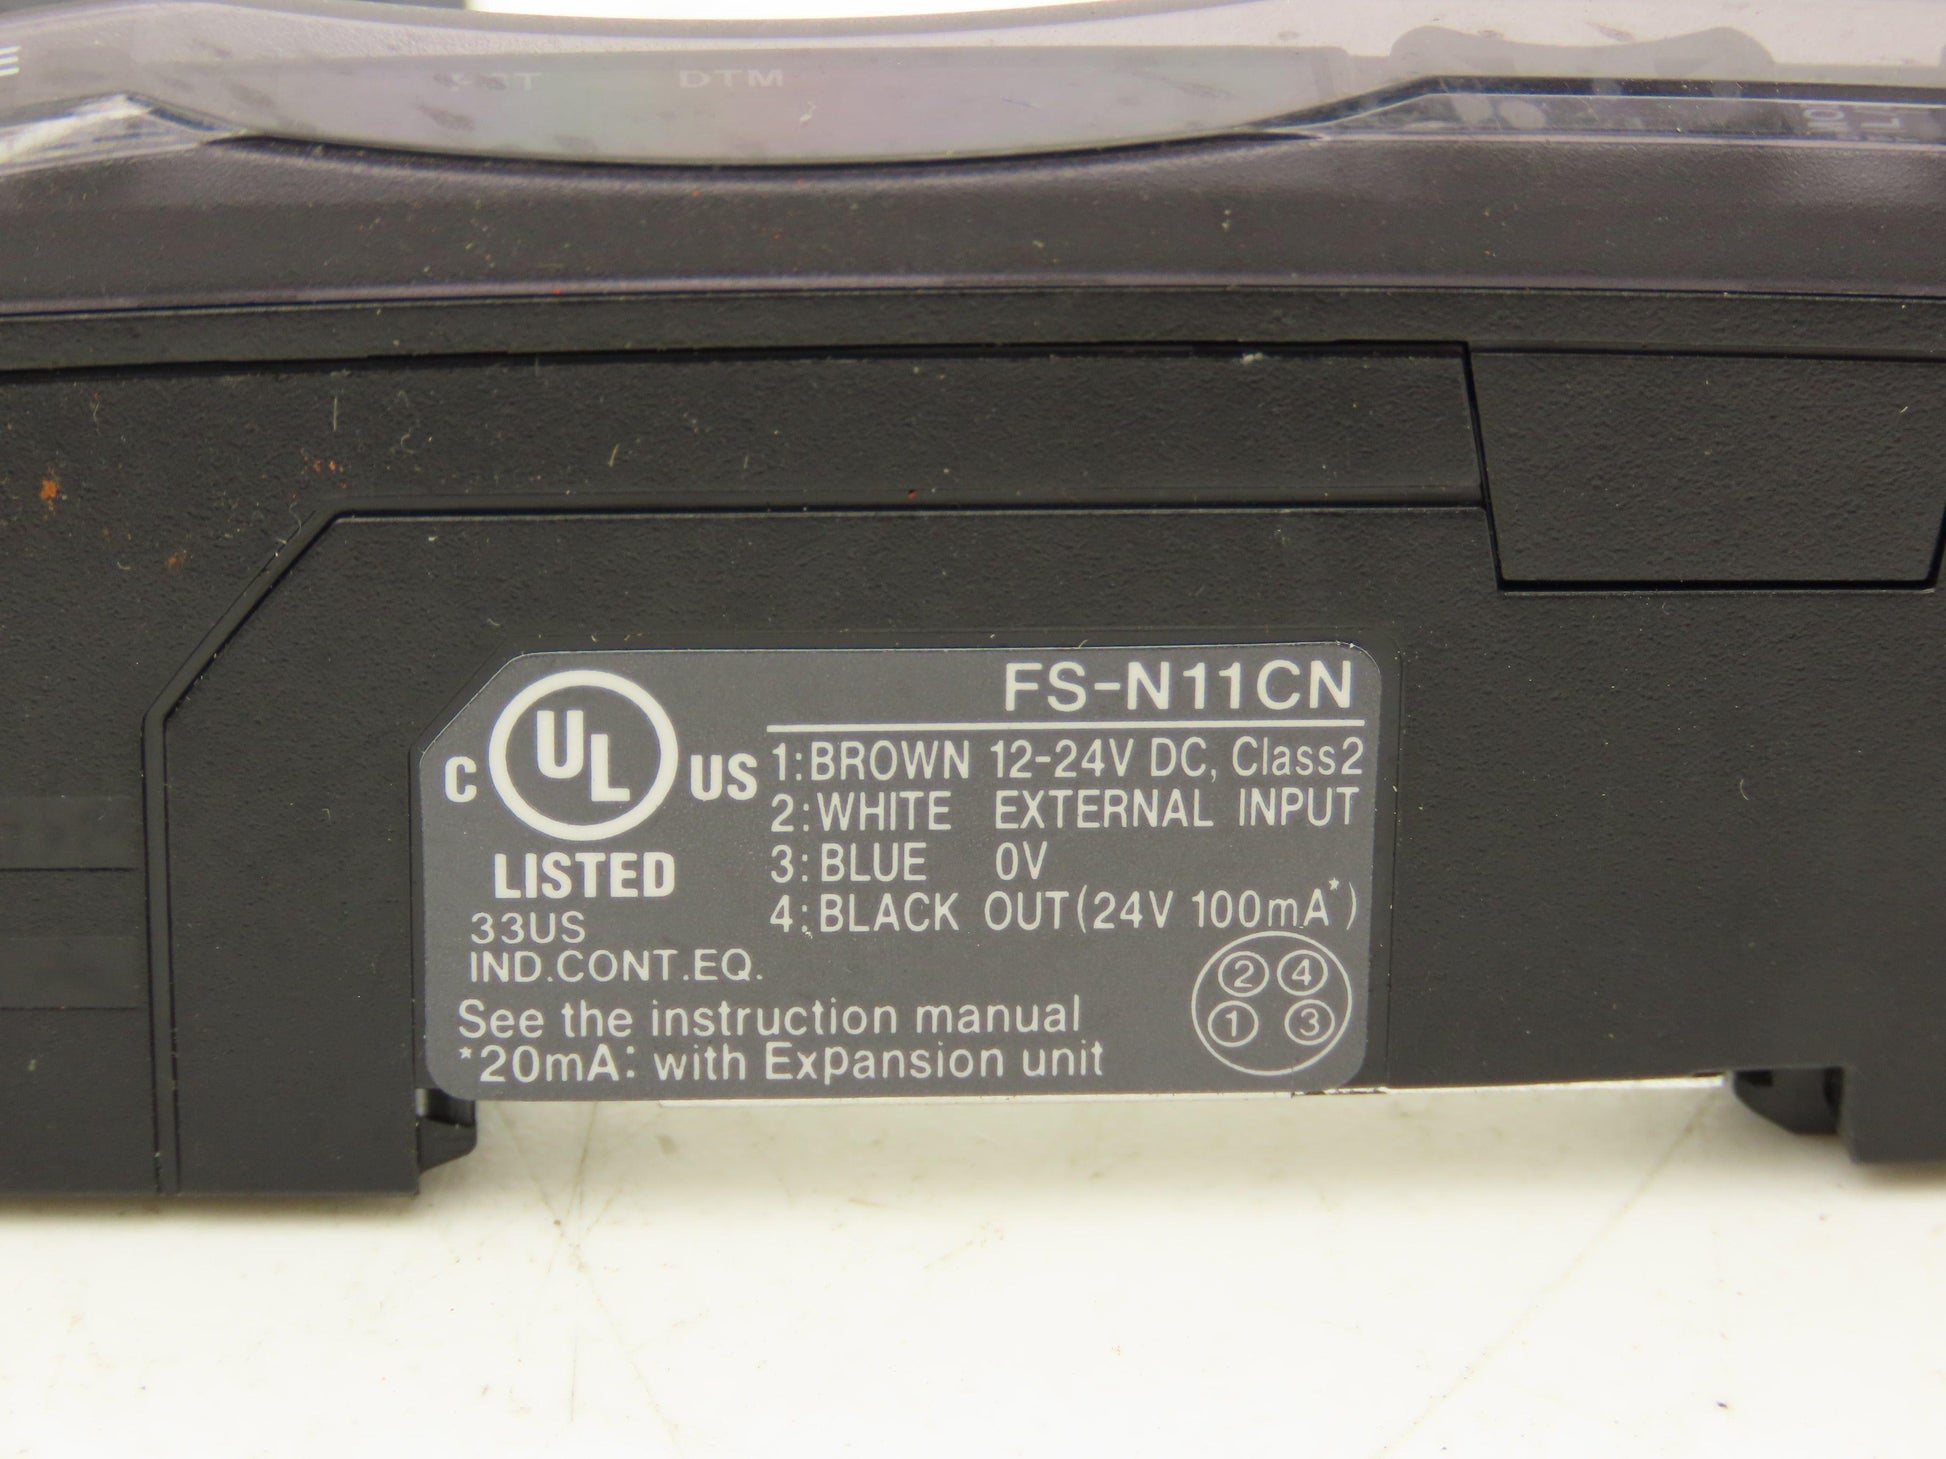 DTM
FS-N11CN
C UL US
LISTED
33US
IND.CONT.EQ.
1:BROWN 12-24V DC, Class2
2:WHITE EXTERNAL INPUT
3:BLUE 0V
4:BLACK OUT(24V 100mA*)
2 4
1 3
See the instruction manual
*20mA: with Expansion unit